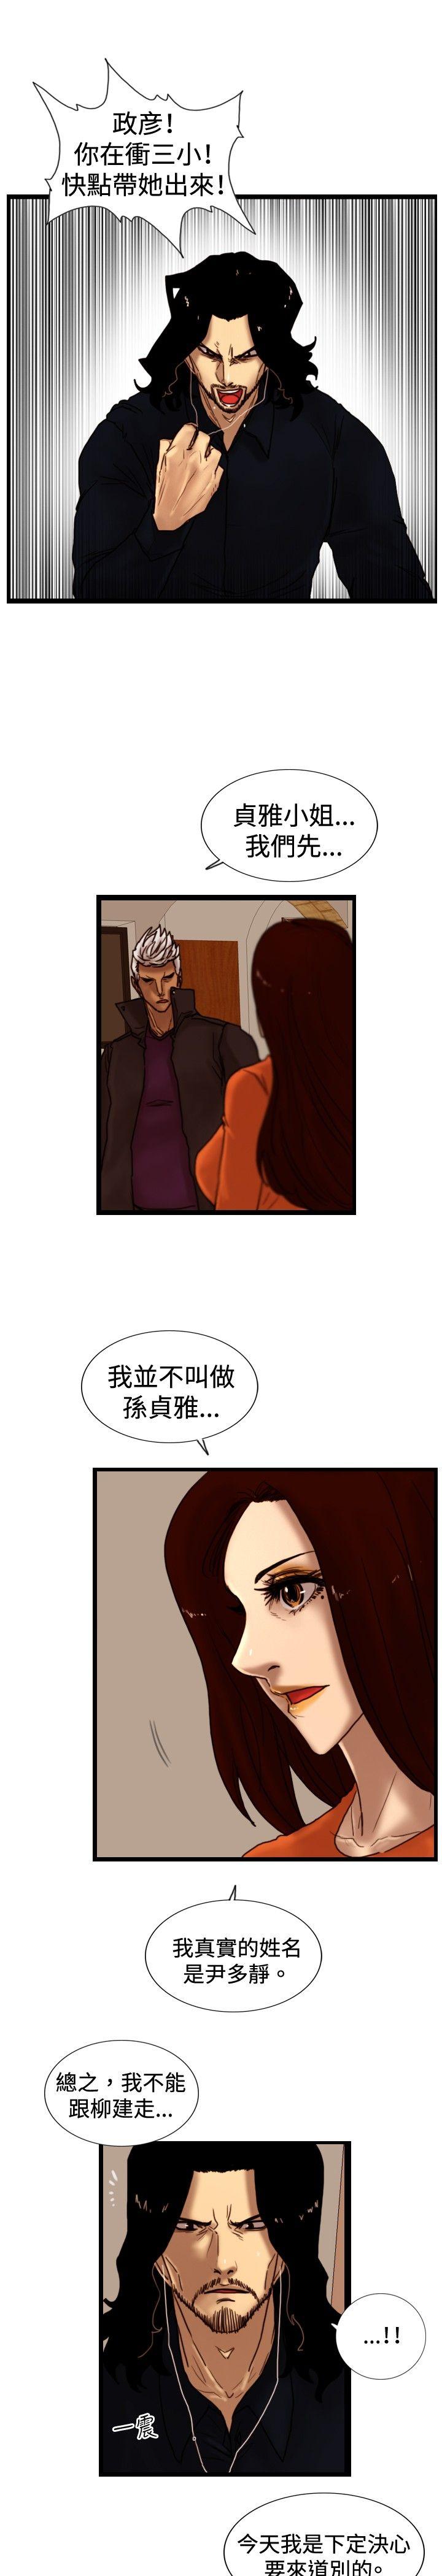 政彥!
你在衝三小!
快點帶她出來!
貞雅小姐...
我們先...
我並不叫做
孫貞雅...
我真實的姓名
是尹多靜。
總之，我不能
跟柳建走...
...!!
一震
今天我是下定決心
要來道別的。